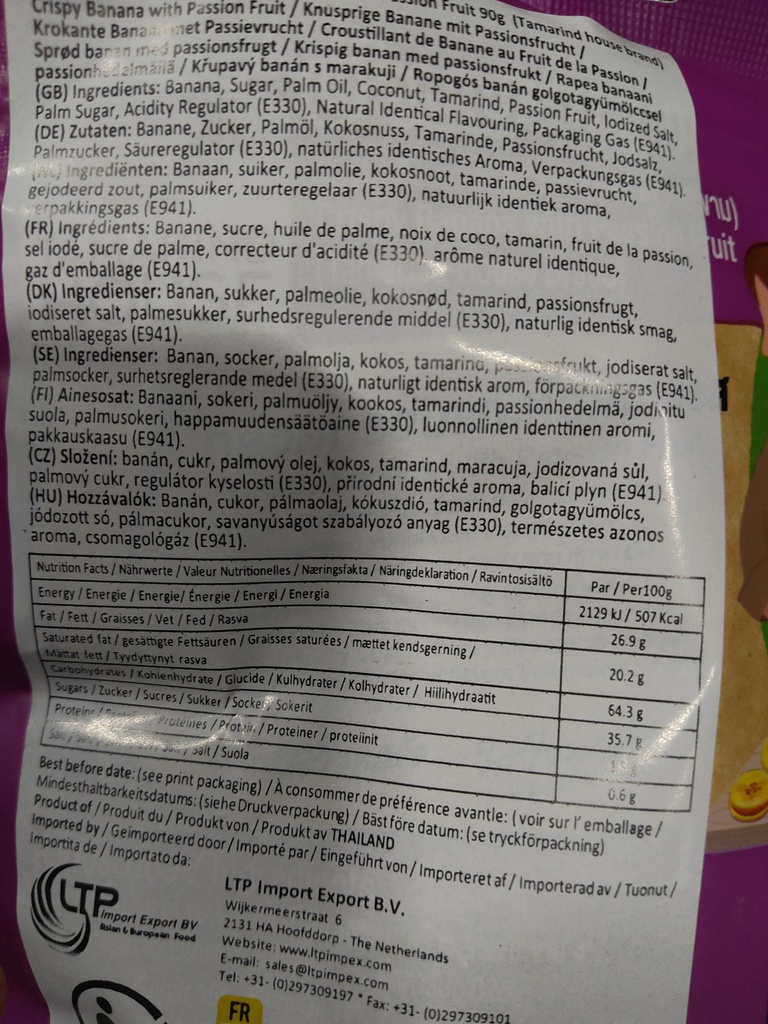 Fruit 90g (Tamarind house brand)
Crispy Banana with Passion Fruit / Knusprige Banane mit Passionsfrucht /
Krokante met Passievrucht / Croustillant de Banane au Fruit de la Passion /
Sprød passionsfrugt / Krispig banan med passionsfrukt / Rapea banaani
/ Křupavý banán s marakuji / Ropogós banán golgotagyümölccsel
(GB) Ingredients: Banana, Sugar, Palm Oil, Coconut, Tamarind, Passion Fruit, Iodized Salt,
Palm Sugar, Acidity Regulator (E330), Natural Identical Flavouring, Packaging Gas (E941).
(DE) Zutaten: Banane, Zucker, Palmöl, Kokosnuss, Tamarinde, Passionsfrucht, Jodsalz,
Palmzucker, Säureregulator (E330), natürliches identisches Aroma, Verpackungsgas (E941).
Ingrediënten: Banaan, suiker, palmolie, kokosnoot, tamarinde, passievrucht,
gejodeerd zout, palmsuiker, zuurteregelaar (E330), natuurlijk identiek aroma,
verpakkingsgas (E941).
(FR) Ingrédients: Banane, sucre, huile de palme, noix de coco, tamarin, fruit de la passion,
sel iodé, sucre de palme, correcteur d'acidité (E330), arôme naturel identique,
gaz d'emballage (E941).
(DK) Ingredienser: Banan, sukker, palmeolie, kokosnød, tamarind, passionsfrugt,
iodiseret salt, palmesukker, surhedsregulerende middel (E330), naturlig identisk smag,
emballagegas (E941).
(SE) Ingredienser: Banan, socker, palmolja, kokos, tamarind, jodiserat salt,
palmsocker, surhetsreglerande medel (E330), naturligt identisk arom, förpackningsgas (E941).
(FI) Ainesosat: Banaani, sokeri, palmuöljy, kookos, tamarindi, passionhedelmä, jodioitu
suola, palmusokeri, happamuudensäätöaine (E330), luonnollinen identtinen aromi,
pakkauskaasu (E941).
(CZ) Složení: banán, cukr, palmový olej, kokos, tamarind, maracuja, jodizovaná sůl,
palmový cukr, regulátor kyselosti (E330), přírodní identické aroma, balicí plyn (E941)
(HU) Hozzávalók: Banán, cukor, pálmaolaj, kókuszdió, tamarind, golgotagyümölcs,
jódozott só, pálmacukor, savanyúságot szabályozó anyag (E330), természetes azonos
aroma, csomagológáz (E941).
Nutrition Facts / Nährwerte / Valeur Nutritionelles / Næringsfakta / Näringdeklaration / Ravintosisältö Par / Per100g
Energy / Energie / Energie/ Énergie / Energi / Energia 2129 kJ / 507 Kcal
Fat / Fett / Graisses / Vet / Fed / Rasva 26.9 g
Saturated fat / gesättigte Fettsäuren / Graisses saturées / mættet kendsgerning /
Mättat fett / Tyydyttynyt rasva 20.2 g
Carbohydrates / Kohlenhydrate / Glucide / Kulhydrater / Kolhydrater / Hiilihydraatit 64.3 g
Sugars / Zucker / Sucres / Sukker / Socker / Sokerit 35.7 g
Proteins / Protéines / Protein / Proteiner / proteiinit
Salt / Suola 0.6 g
Best before date: (see print packaging) / À consommer de préférence avantle: ( voir sur l' emballage /
Mindesthaltbarkeitsdatums: (siehe Druckverpackung) / Bäst före datum: (se tryckförpackning)
Product of / Produit du / Produkt von / Produkt av THAILAND
Imported by / Geïmporteerd door / Importé par / Eingeführt von / Importeret af / Importerad av / Tuonut /
Importita de / Importato da:
LTP
Import Export BV
Asian & European Food
LTP Import Export B.V.
Wijkermeerstraat 6
2131 HA Hoofddorp - The Netherlands
Website: www.ltpimpex.com
E-mail: sales@ltpimpex.com
Tel: +31- (0)297309197 * Fax: +31- (0)297309101
FR